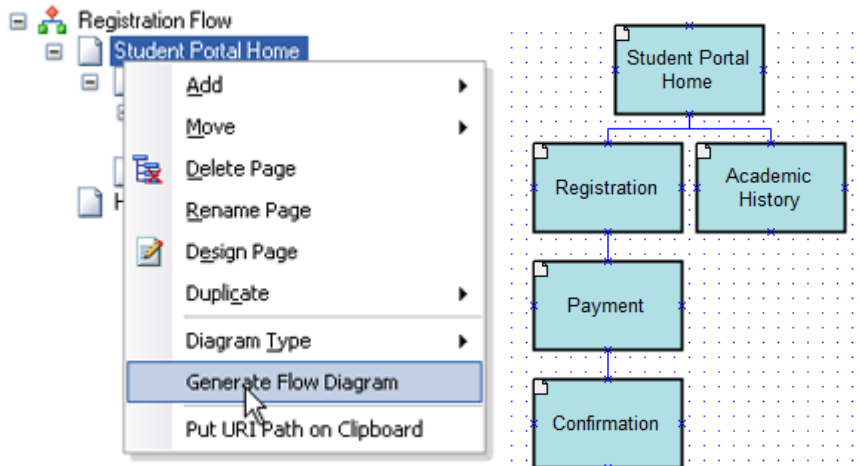 Registration Flow
Student Portal Home
Add
Move
Delete Page
Rename Page
Design Page
Duplicate
Diagram Type
Generate Flow Diagram
Put URI Path on Clipboard
Student Portal
Home
Registration
Academic
History
Payment
Confirmation